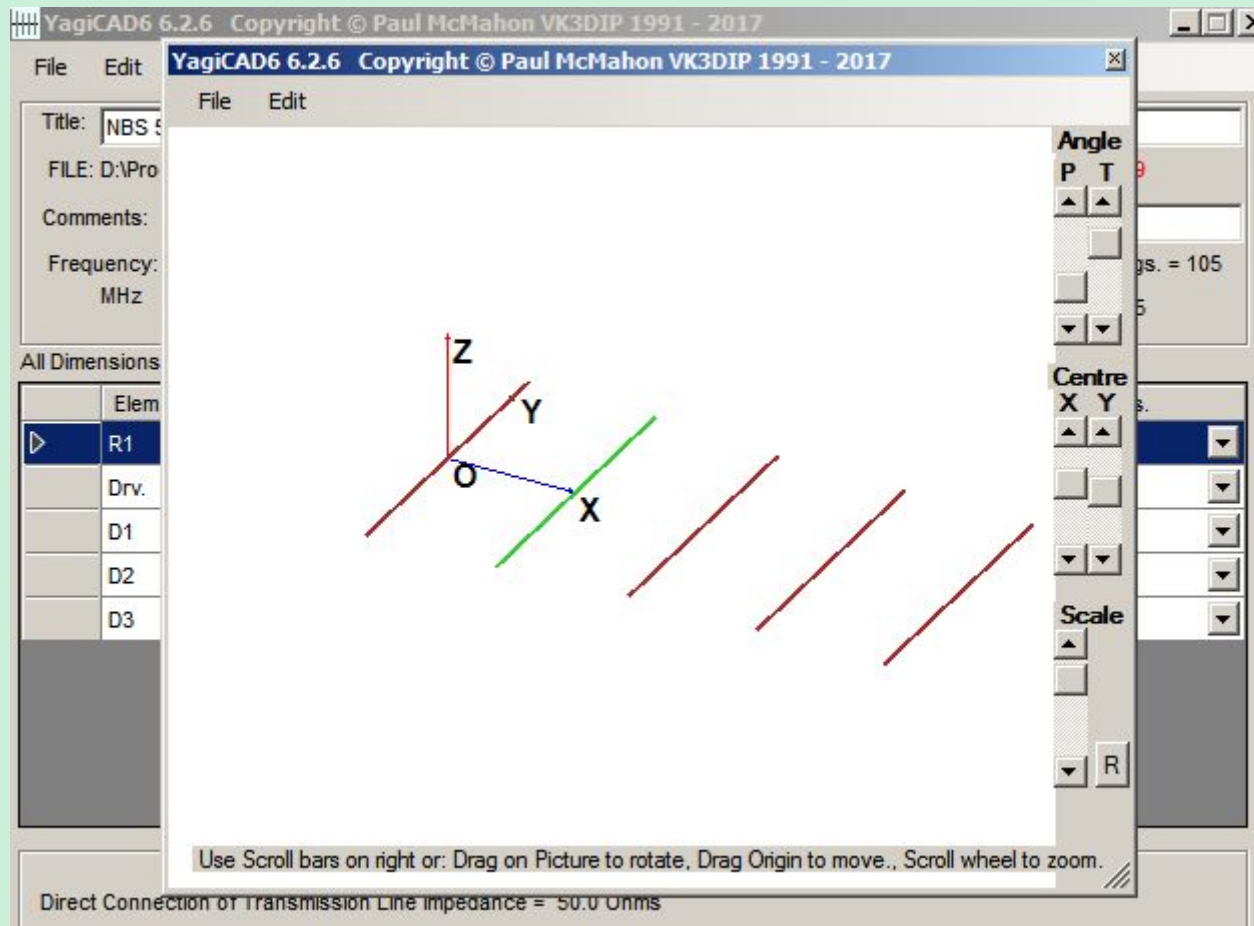 YagiCAD6 6.2.6 Copyright © Paul McMahon VK3DIP 1991 - 2017
File Edit
YagiCAD6 6.2.6 Copyright © Paul McMahon VK3DIP 1991 - 2017
File Edit
Title: NBS
FILE: D:\Pro
Comments:
Frequency:
MHz
gs. = 105
All Dimensions
Elem
R1
Drv.
D1
D2
D3
Z
Y
O
X
Angle
P T
Centre
X Y
Scale
R
Use Scroll bars on right or: Drag on Picture to rotate, Drag Origin to move., Scroll wheel to zoom.
Direct Connection of Transmission Line Impedance = 50.0 Ohms